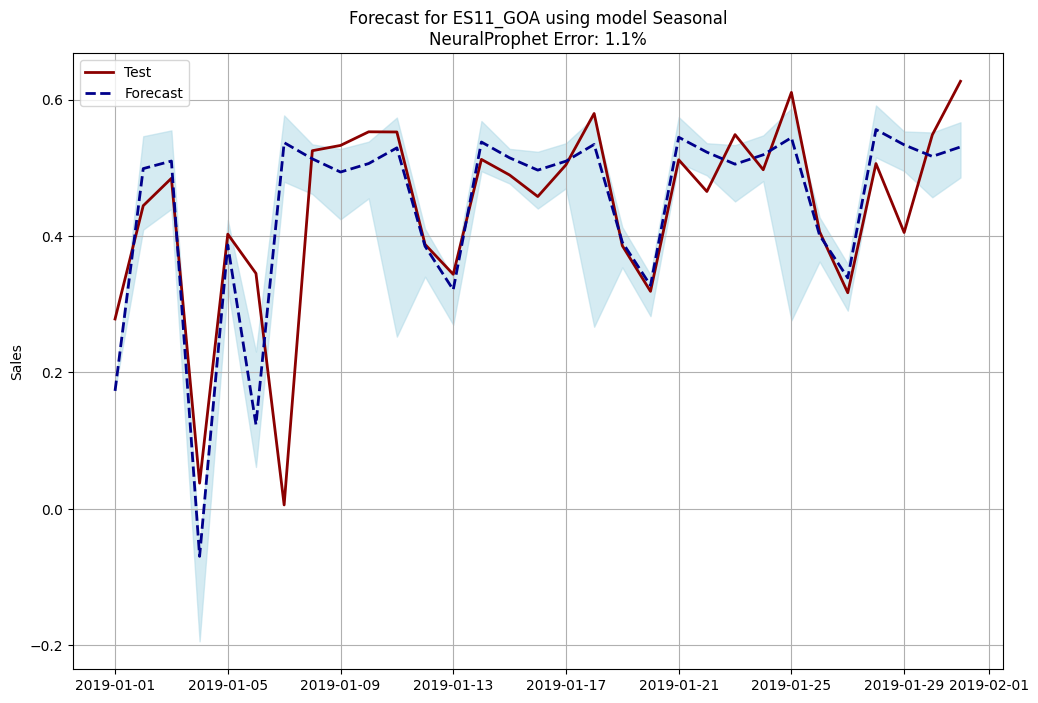 Forecast for ES11_GOA using model Seasonal
NeuralProphet Error: 1.1%
Test
Forecast
0.6
0.4
0.2
0.0
−0.2
Sales
2019-01-01
2019-01-05
2019-01-09
2019-01-13
2019-01-17
2019-01-21
2019-01-25
2019-01-29
2019-02-01